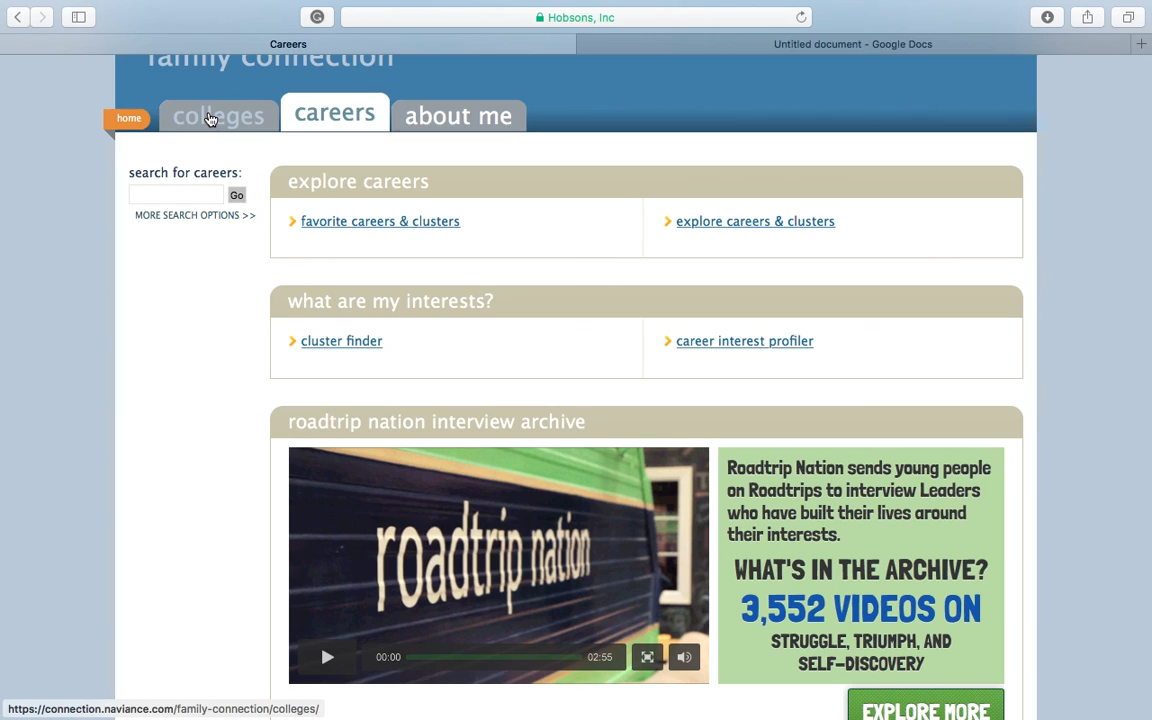 Hobsons, Inc
Careers
Untitled document - Google Docs
family connection
home
colleges
careers
about me
search for careers:
Go
MORE SEARCH OPTIONS >>
explore careers
favorite careers & clusters
explore careers & clusters
what are my interests?
cluster finder
career interest profiler
roadtrip nation interview archive
roadtrip nation
00:00
02:55
Roadtrip Nation sends young people
on Roadtrips to interview Leaders
who have built their lives around
their interests.
WHAT'S IN THE ARCHIVE?
3,552 VIDEOS ON
STRUGGLE, TRIUMPH, AND
SELF-DISCOVERY
EXPLORE MORE
https://connection.naviance.com/family-connection/colleges/